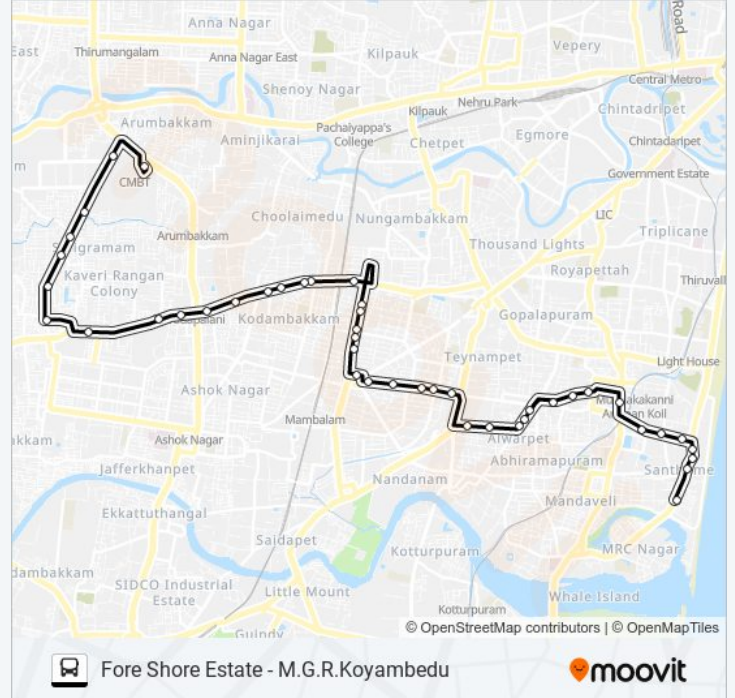 Anna Nagar
Road
East
Thirumangalam
Anna Nagar East
Kilpauk
Vepery
Shenoy Nagar
Central Metro
Nehru Park
Kilpauk
Chintadripet
Arumbakkam
Pachaiyappa's
College
Aminjikarai
Chetpet
Egmore
Chintadaripet
m
CMBT
Government Estate
Choolaimedu
Nungambakkam
LIC
Arumbakkam
Thousand Lights
Triplicane
Royapettah
Kaveri Rangan
Colony
Thiruvall
Kodambakkam
Gopalapuram
Teynampet
Light House
Ashok Nagar
Mambalam
Alwarpet
kkam
Ashok Nagar
Abhiramapuram
Jafferkhanpet
Nandanam
Mandaveli
Ekkattuthangal
Saidapet
Kotturpuram
MRC Nagar
dambakkam
SIDCO Industrial
Estate
Little Mount
Whale Island
Kotturpuram
Guindy
© OpenStreetMap contributors | © OpenMapTiles
Fore Shore Estate - M.G.R.Koyambedu
moovit